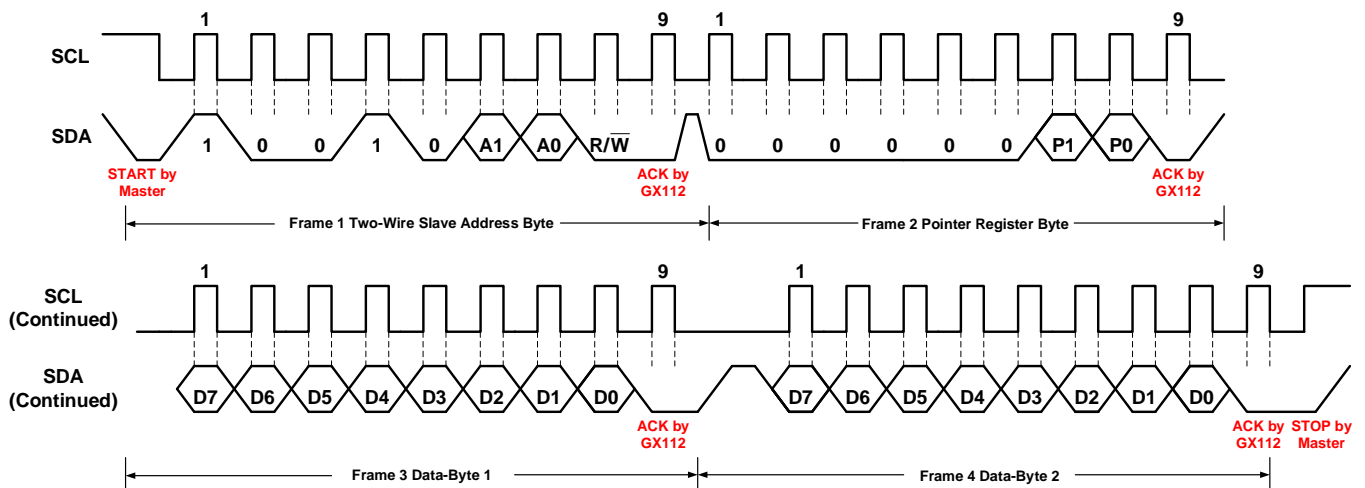 1 9 1 9
SCL
SDA
1 0 0 1 0 A1 A0 R/W̅ 0 0 0 0 0 0 P1 P0
START by
Master
ACK by
GX112
ACK by
GX112
Frame 1 Two-Wire Slave Address Byte
Frame 2 Pointer Register Byte
1 9 1 9
SCL
(Continued)
SDA
(Continued)
D7 D6 D5 D4 D3 D2 D1 D0 D7 D6 D5 D4 D3 D2 D1 D0
ACK by
GX112
ACK by
GX112
STOP by
Master
Frame 3 Data-Byte 1
Frame 4 Data-Byte 2